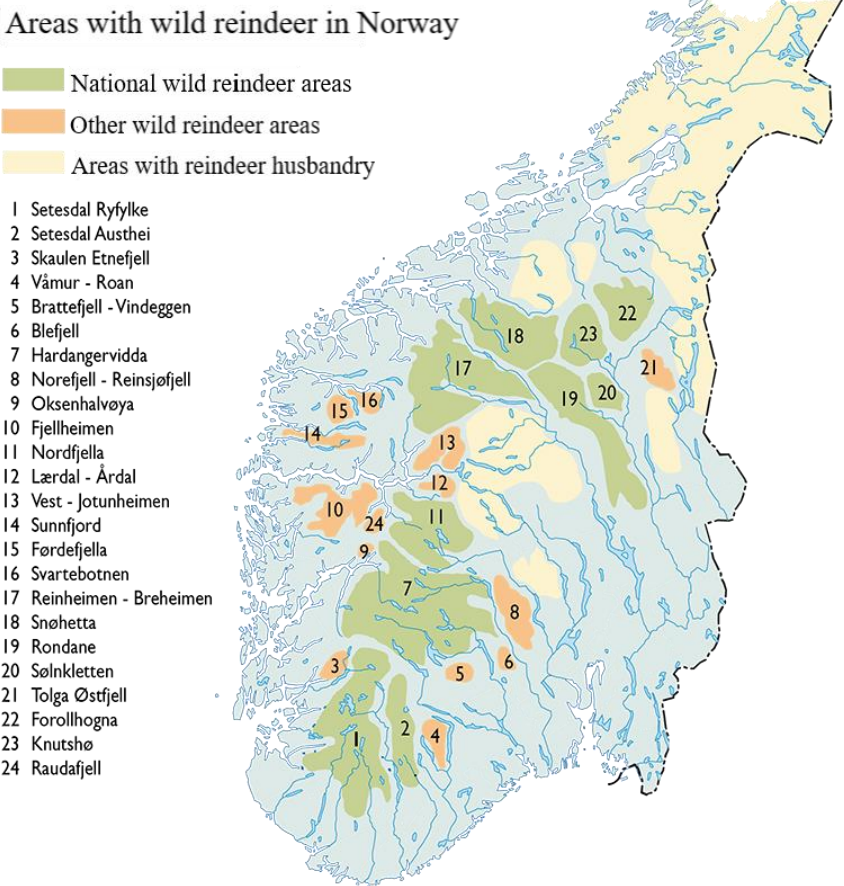 Areas with wild reindeer in Norway
National wild reindeer areas
Other wild reindeer areas
Areas with reindeer husbandry
1 Setesdal Ryfylke
2 Setesdal Austhei
3 Skaulen Etnefjell
4 Våmur - Roan
5 Brattefjell - Vindeggen
6 Blefjell
7 Hardangervidda
8 Norefjell - Reinsjøfjell
9 Oksenhalvøya
10 Fjellheimen
11 Nordfjella
12 Lærdal - Årdal
13 Vest - Jotunheimen
14 Sunnfjord
15 Førdefjella
16 Svartebotnen
17 Reinheimen - Breheimen
18 Snøhetta
19 Rondane
20 Sølnkletten
21 Tolga Østfjell
22 Forollhogna
23 Knutshø
24 Raudafjell
22
18
23
17
21
19
20
16
15
14
13
12
10
11
24
9
7
8
6
3
5
2
4
1